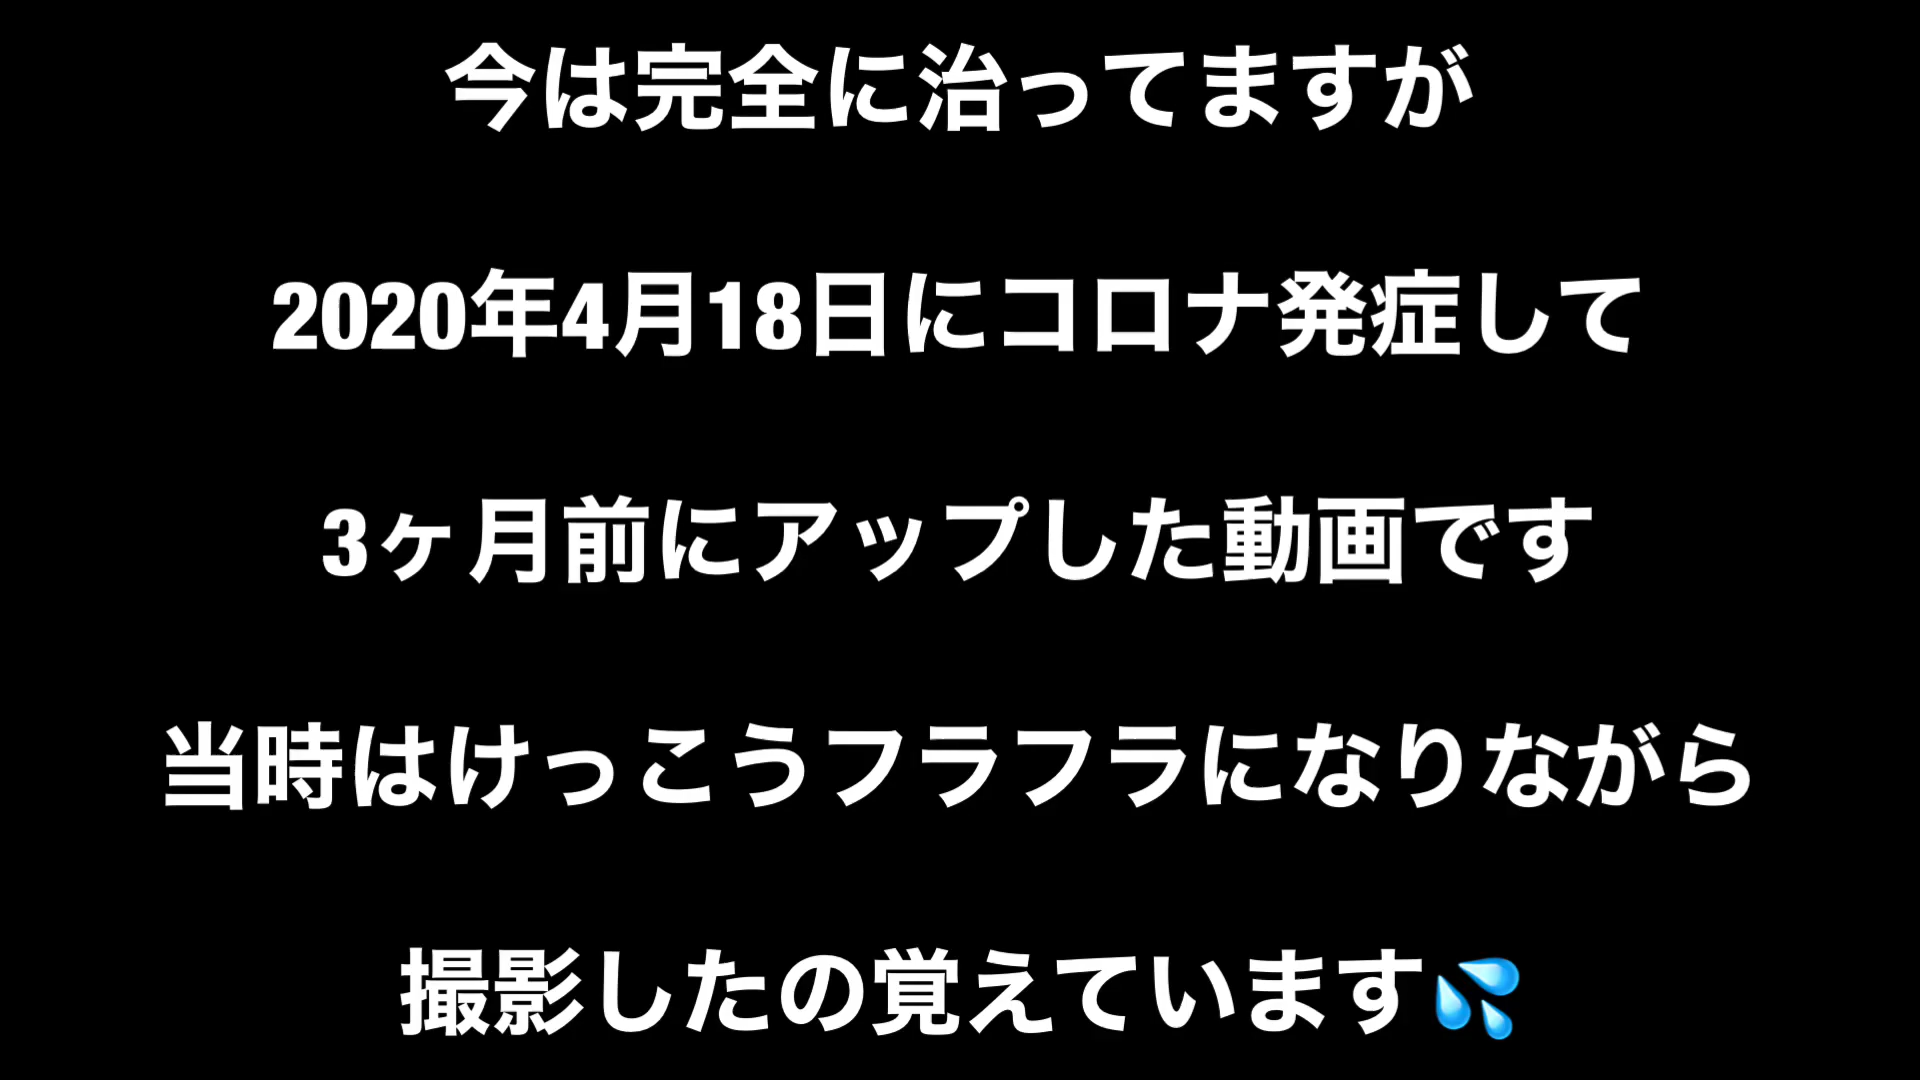 今は完全に治ってますが
2020年4月18日にコロナ発症して
3ヶ月前にアップした動画です
当時はけっこうフラフラになりながら
撮影したの覚えています💦